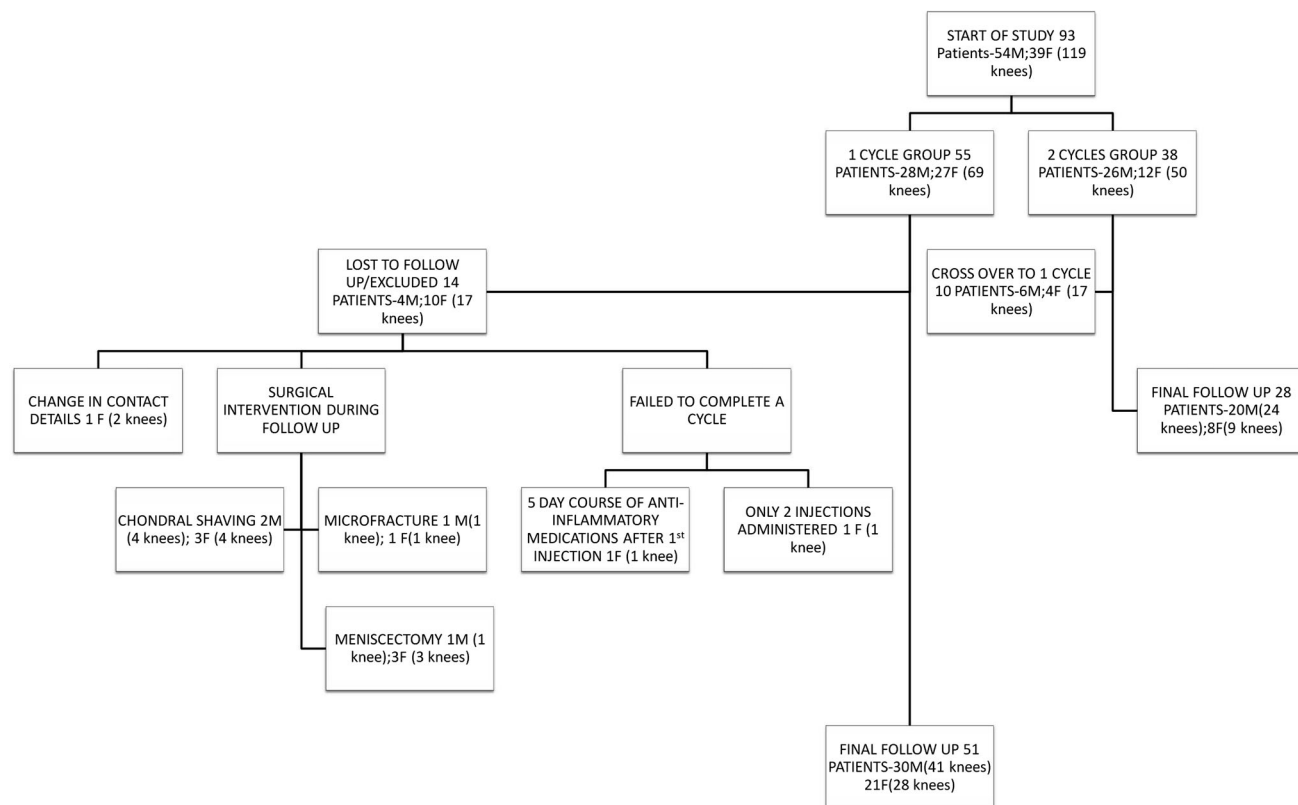 START OF STUDY 93
Patients-54M;39F (119
knees)
1 CYCLE GROUP 55
PATIENTS-28M;27F (69
knees)
2 CYCLES GROUP 38
PATIENTS-26M;12F (50
knees)
LOST TO FOLLOW
UP/EXCLUDED 14
PATIENTS-4M;10F (17
knees)
CROSS OVER TO 1 CYCLE
10 PATIENTS-6M;4F (17
knees)
CHANGE IN CONTACT
DETAILS 1 F (2 knees)
SURGICAL
INTERVENTION DURING
FOLLOW UP
FAILED TO COMPLETE A
CYCLE
FINAL FOLLOW UP 28
PATIENTS-20M(24
knees);8F(9 knees)
CHONDRAL SHAVING 2M
(4 knees); 3F (4 knees)
MICROFRACTURE 1 M(1
knee); 1 F(1 knee)
5 DAY COURSE OF ANTI-
INFLAMMATORY
MEDICATIONS AFTER 1st
INJECTION 1F (1 knee)
ONLY 2 INJECTIONS
ADMINISTERED 1 F (1
knee)
MENISCECTOMY 1M (1
knee);3F (3 knees)
FINAL FOLLOW UP 51
PATIENTS-30M(41 knees)
21F(28 knees)